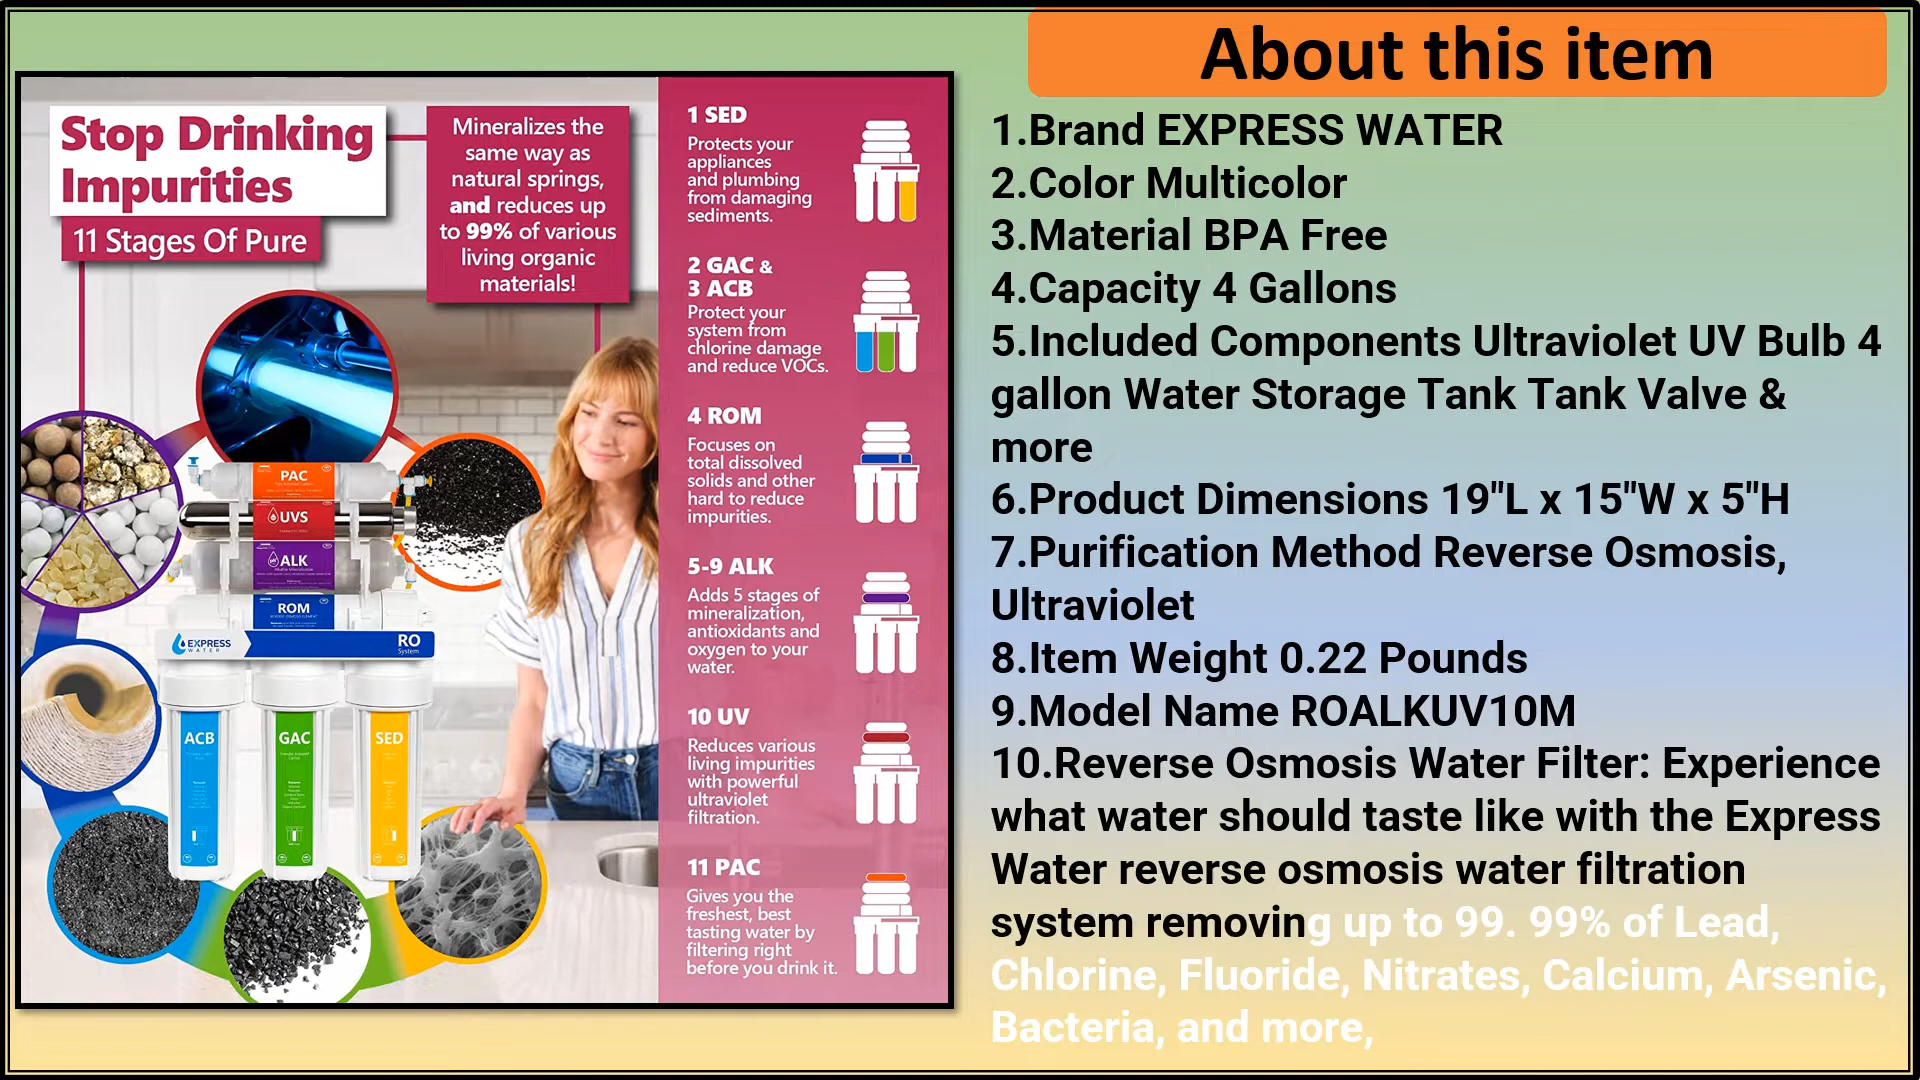 About this item
Stop Drinking
Impurities
11 Stages Of Pure
Mineralizes the
same way as
natural springs,
and reduces up
to 99% of various
living organic
materials!
PAC
UVS
ALK
ROM
EXPRESS
WATER
RO
System
ACB
GAC
SED
1 SED
Protects your
appliances
and plumbing
from damaging
sediments.
2 GAC &
3 ACB
Protect your
system from
chlorine damage
and reduce VOCs.
4 ROM
Focuses on
total dissolved
solids and other
hard to reduce
impurities.
5-9 ALK
Adds 5 stages of
mineralization,
antioxidants and
oxygen to your
water.
10 UV
Reduces various
living impurities
with powerful
ultraviolet
filtration.
11 PAC
Gives you the
freshest, best
tasting water by
filtering right
before you drink it.
1.Brand EXPRESS WATER
2.Color Multicolor
3.Material BPA Free
4.Capacity 4 Gallons
5.Included Components Ultraviolet UV Bulb 4
gallon Water Storage Tank Tank Valve &
more
6.Product Dimensions 19"L x 15"W x 5"H
7.Purification Method Reverse Osmosis,
Ultraviolet
8.Item Weight 0.22 Pounds
9.Model Name ROALKUV10M
10.Reverse Osmosis Water Filter: Experience
what water should taste like with the Express
Water reverse osmosis water filtration
system removing up to 99. 99% of Lead,
Chlorine, Fluoride, Nitrates, Calcium, Arsenic,
Bacteria, and more,